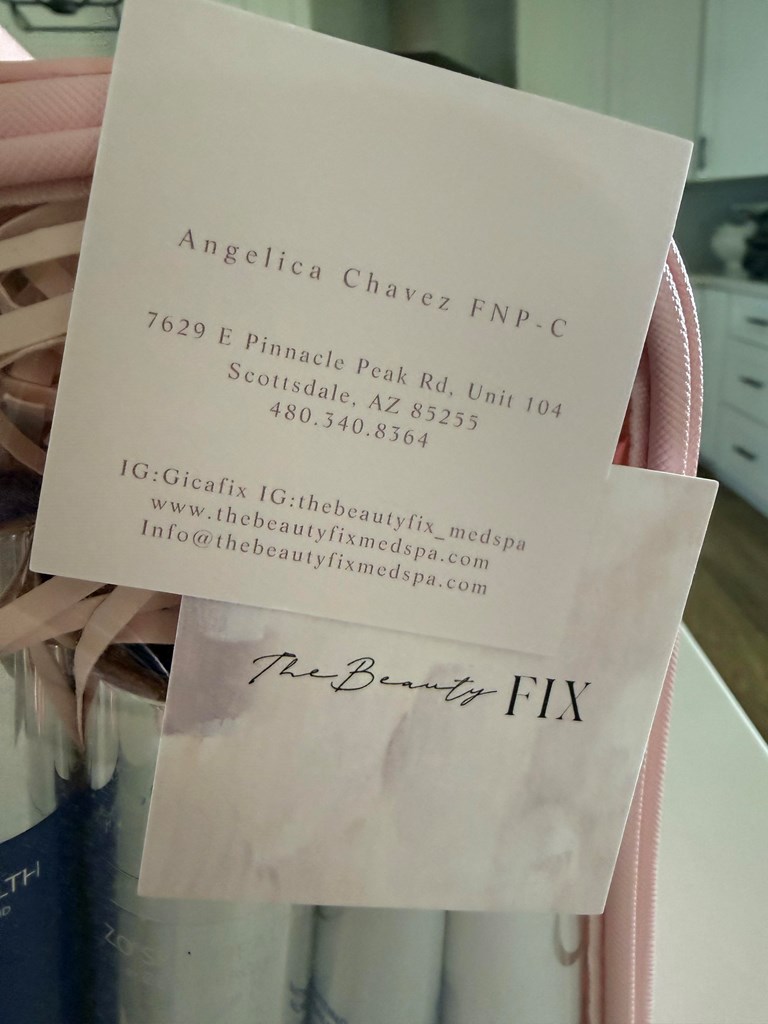 Angelica Chavez FNP-C
7629 E Pinnacle Peak Rd, Unit 104
Scottsdale, AZ 85255
480.340.8364
IG:Gicafix IG:thebeautyfix_medspa
www.thebeautyfixmedspa.com
Info@thebeautyfixmedspa.com
The Beauty FIX
LTH